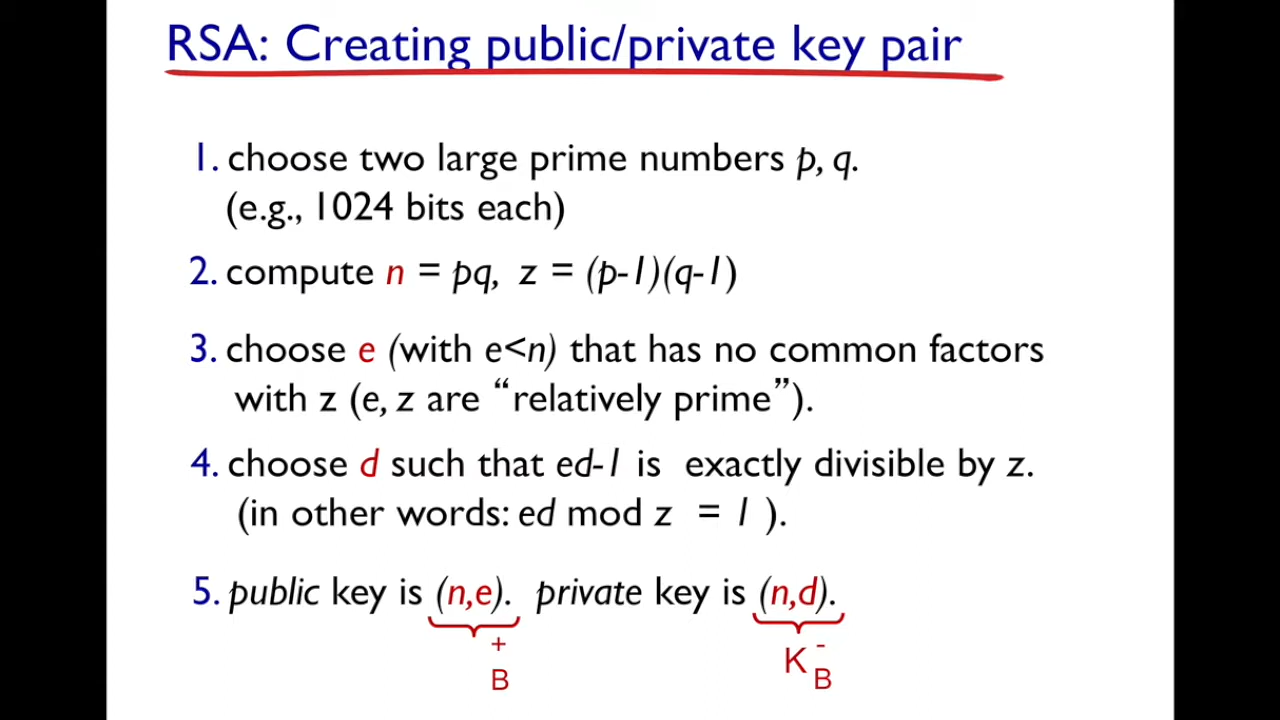 RSA: Creating public/private key pair
1. choose two large prime numbers p, q.
(e.g., 1024 bits each)
2. compute n = pq, z = (p-1)(q-1)
3. choose e (with e<n) that has no common factors
with z (e, z are “relatively prime”).
4. choose d such that ed-1 is exactly divisible by z.
(in other words: ed mod z = 1 ).
5. public key is (n,e). private key is (n,d).
+
B
K -
B